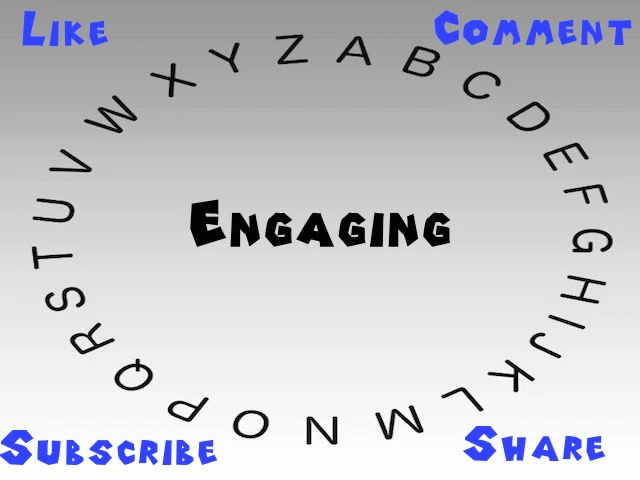 Like
Comment
A B C D E F G H I J K L M N O P Q R S T U V W X Y Z
Engaging
Subscribe
Share